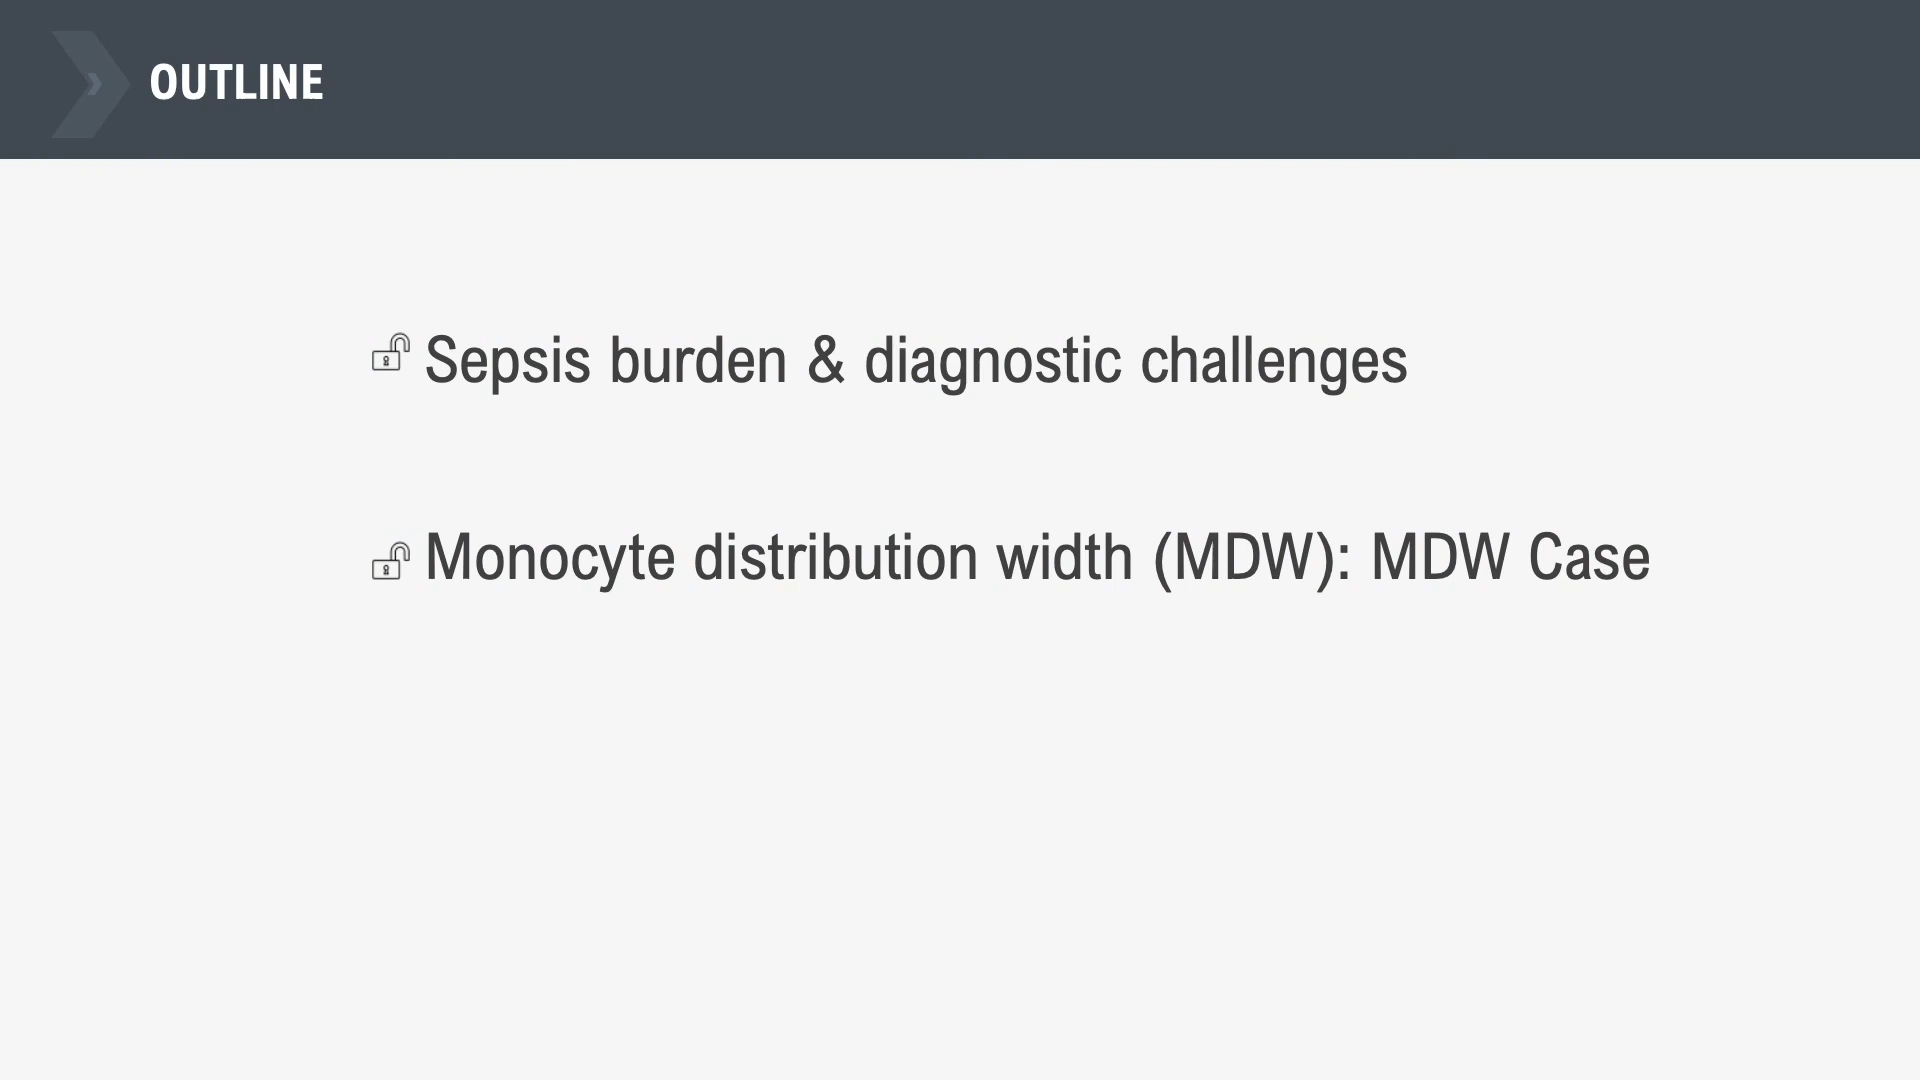 OUTLINE
Sepsis burden & diagnostic challenges
Monocyte distribution width (MDW): MDW Case